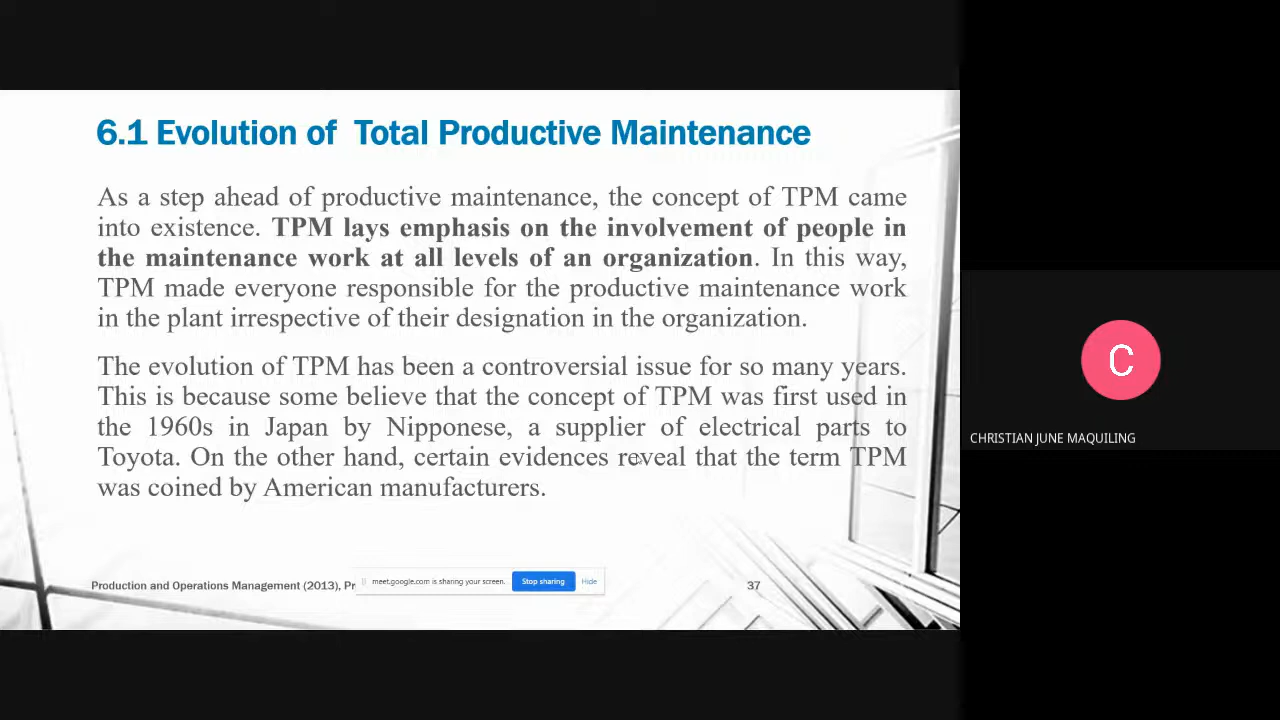 6.1 Evolution of Total Productive Maintenance
As a step ahead of productive maintenance, the concept of TPM came
into existence. TPM lays emphasis on the involvement of people in
the maintenance work at all levels of an organization. In this way,
TPM made everyone responsible for the productive maintenance work
in the plant irrespective of their designation in the organization.
The evolution of TPM has been a controversial issue for so many years.
This is because some believe that the concept of TPM was first used in
the 1960s in Japan by Nipponese, a supplier of electrical parts to
Toyota. On the other hand, certain evidences reveal that the term TPM
was coined by American manufacturers.
Production and Operations Management (2013),
meet.google.com is sharing your screen. Stop sharing Hide
37
C
CHRISTIAN JUNE MAQUILING